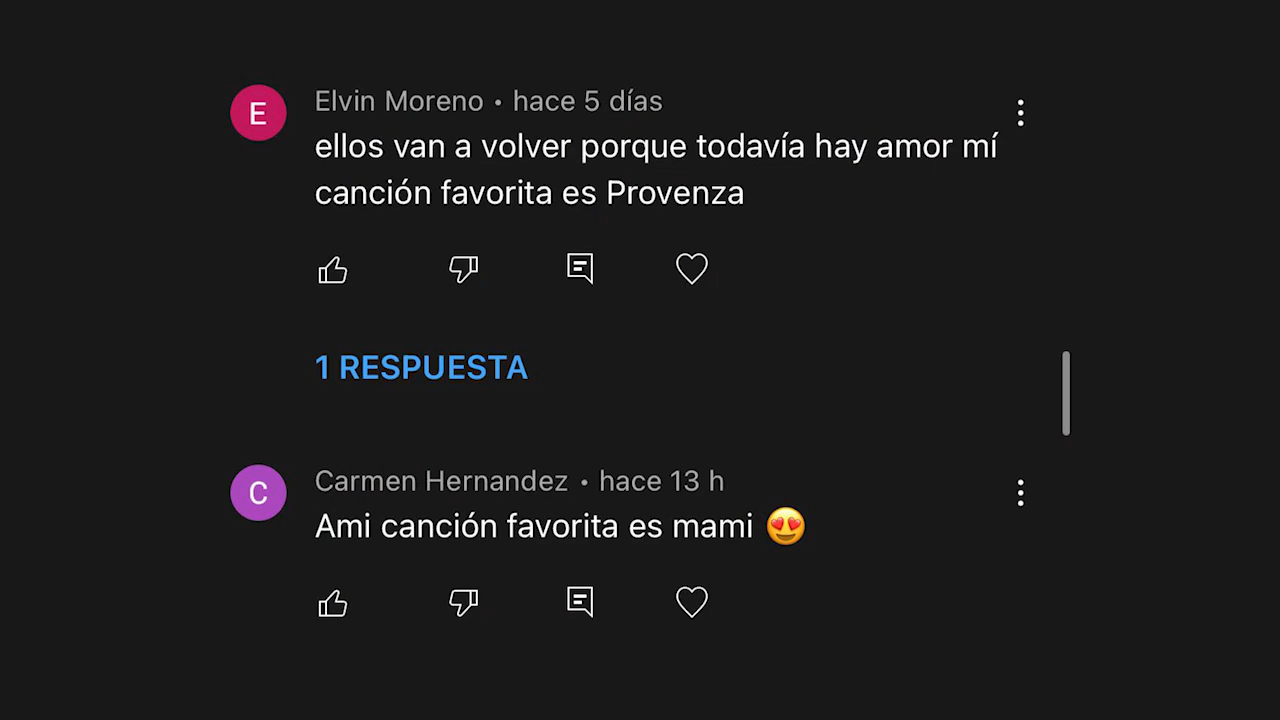 E
Elvin Moreno • hace 5 días
ellos van a volver porque todavía hay amor mí
canción favorita es Provenza
1 RESPUESTA
C
Carmen Hernandez • hace 13 h
Ami canción favorita es mami 😍